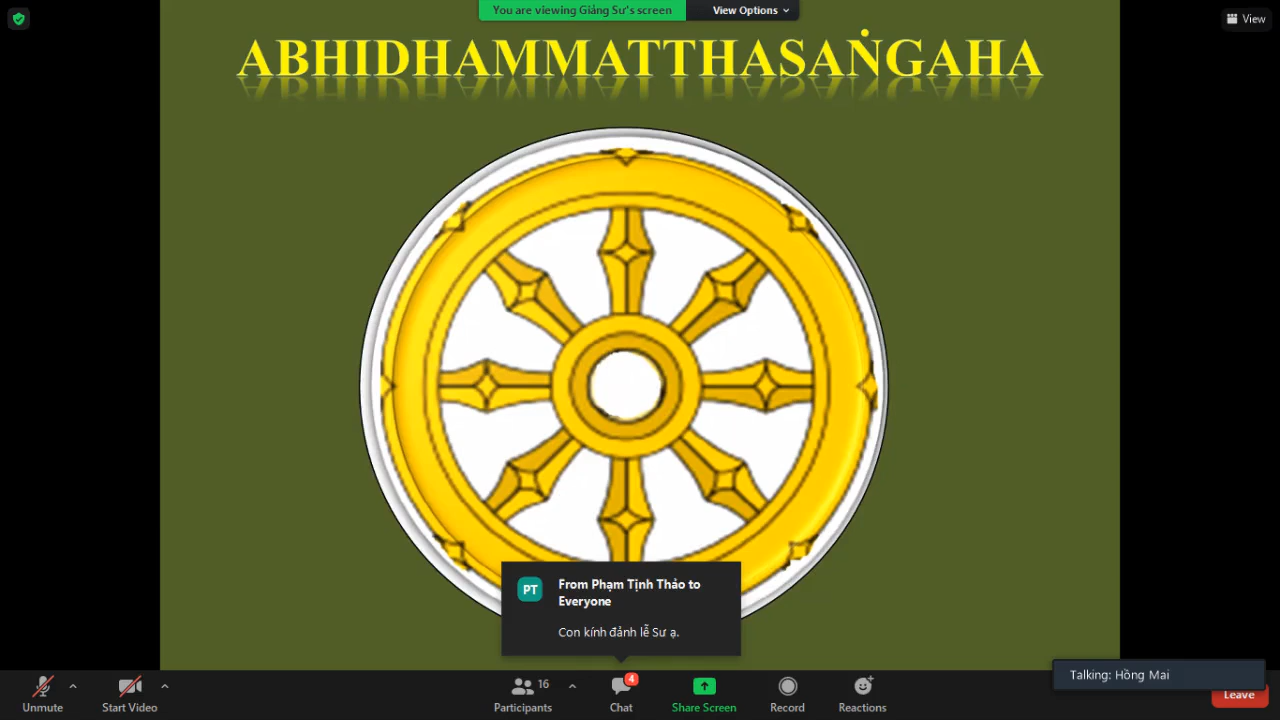 You are viewing Giảng Sư's screen
View Options
View
ABHIDHAMMATTHASAṄGAHA
PT
From Phạm Tịnh Thảo to
Everyone
Con kính đảnh lễ Sư ạ.
Talking: Hồng Mai
Unmute
Start Video
16
Participants
4
Chat
Share Screen
Record
Reactions
Leave